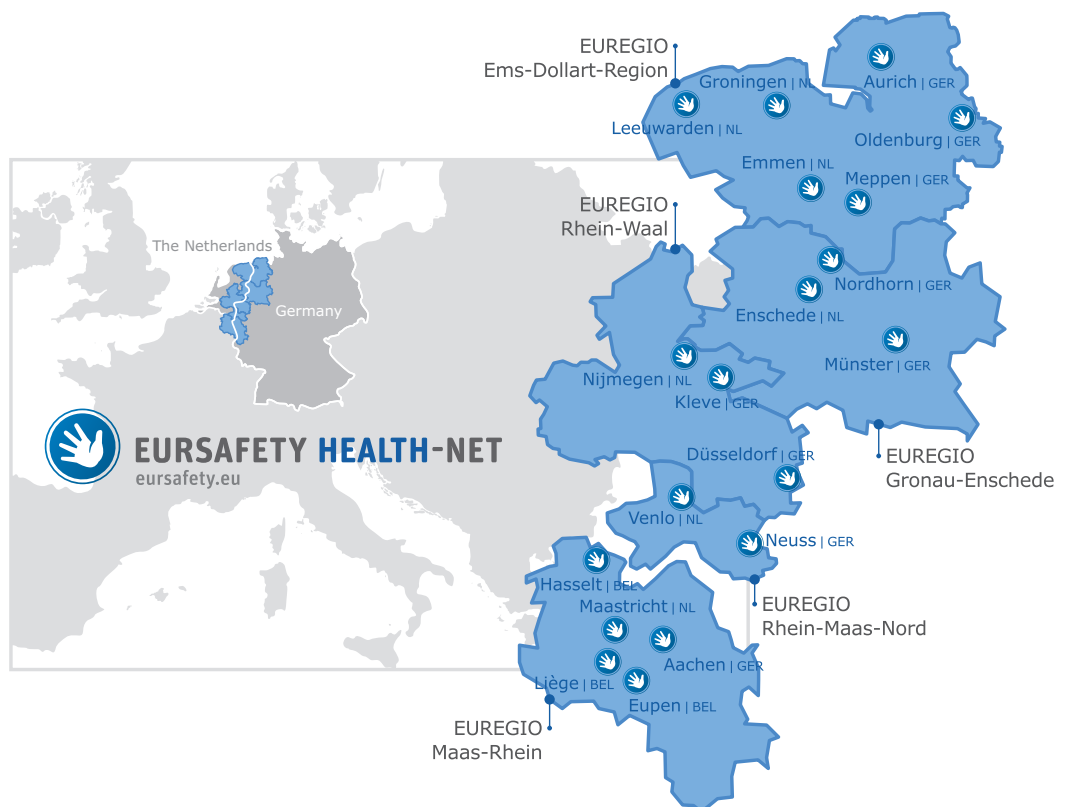 EUREGIO
Ems-Dollart-Region
Groningen | NL
Aurich | GER
Leeuwarden | NL
Oldenburg | GER
Emmen | NL
Meppen | GER
EUREGIO
Rhein-Waal
The Netherlands
Germany
Nordhorn | GER
Enschede | NL
Münster | GER
Nijmegen | NL
Kleve | GER
EURSAFETY HEALTH-NET
eursafety.eu
Düsseldorf | GER
EUREGIO
Gronau-Enschede
Venlo | NL
Neuss | GER
Hasselt | BEL
Maastricht | NL
EUREGIO
Rhein-Maas-Nord
Aachen | GER
Liège | BEL
Eupen | BEL
EUREGIO
Maas-Rhein